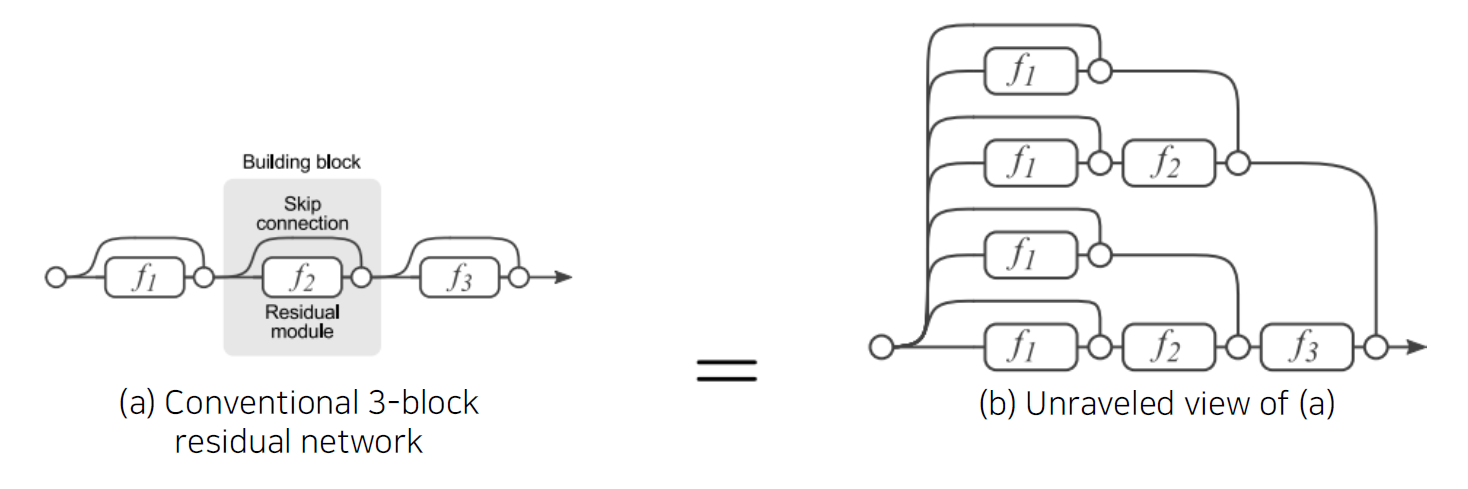 Building block
Skip
connection
f1
f2
f3
Residual
module
(a) Conventional 3-block
residual network
=
f1
f1
f2
f1
f1
f2
f3
(b) Unraveled view of (a)